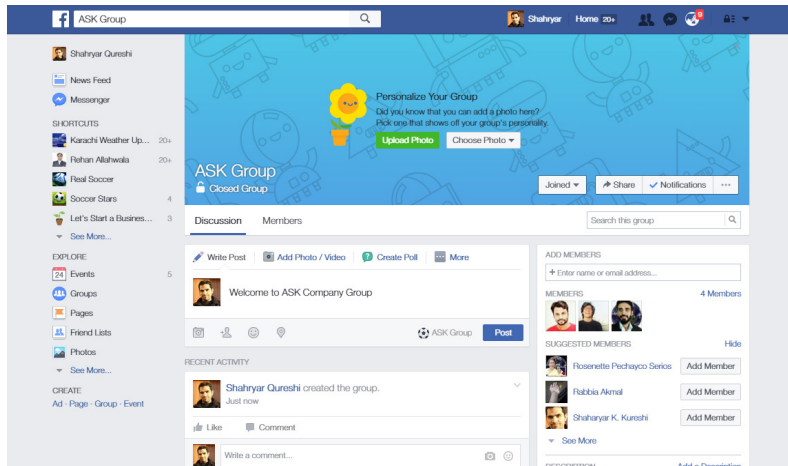 ASK Group
Shahryar
Home 20+
9
Shahryar Qureshi
News Feed
Messenger
SHORTCUTS
Karachi Weather Up... 20+
Rehan Allahwala 20+
Real Soccer
Soccer Stars 4
Let's Start a Busines... 3
See More...
EXPLORE
24 Events 5
Groups
Pages
Friend Lists
Photos
See More...
CREATE
Ad · Page · Group · Event
Personalize Your Group
Did you know that you can add a photo here?
Pick one that shows off your group's personality.
Upload Photo Choose Photo
ASK Group
Closed Group
Joined Share Notifications ...
Discussion Members
Search this group
Write Post Add Photo / Video Create Poll More
Welcome to ASK Company Group
ASK Group Post
RECENT ACTIVITY
Shahryar Qureshi created the group.
Just now
Like Comment
Write a comment...
ADD MEMBERS
+ Enter name or email address...
MEMBERS 4 Members
SUGGESTED MEMBERS Hide
Rosenette Pechayco Serios Add Member
Rabbia Akmal Add Member
Shaharyar K. Kureshi Add Member
See More
DESCRIPTION Add a Description